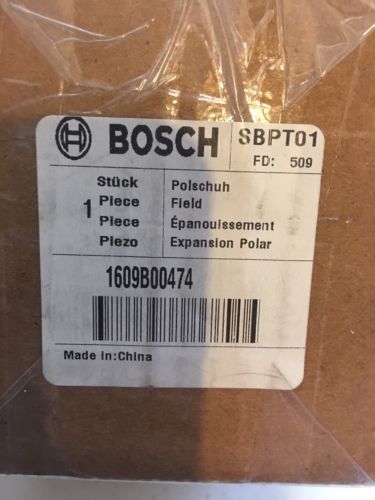 BOSCH SBPT01
FD: 509
Stück Polschuh
1 Piece Field
Piece Épanouissement
Piezo Expansion Polar
1609B00474
Made in:China